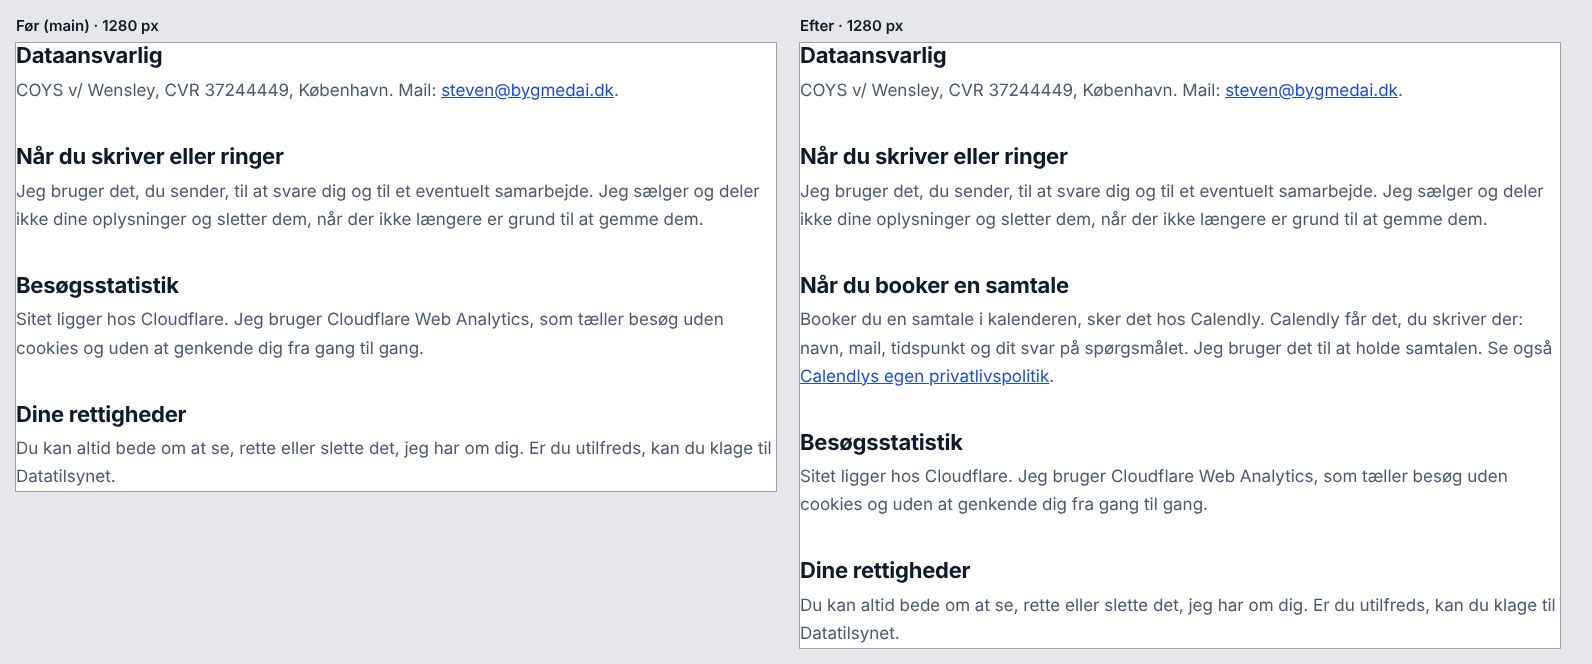 Før (main) · 1280 px
Dataansvarlig
COYS v/ Wensley, CVR 37244449, København. Mail: steven@bygmedai.dk.
Når du skriver eller ringer
Jeg bruger det, du sender, til at svare dig og til et eventuelt samarbejde. Jeg sælger og deler
ikke dine oplysninger og sletter dem, når der ikke længere er grund til at gemme dem.
Besøgsstatistik
Sitet ligger hos Cloudflare. Jeg bruger Cloudflare Web Analytics, som tæller besøg uden
cookies og uden at genkende dig fra gang til gang.
Dine rettigheder
Du kan altid bede om at se, rette eller slette det, jeg har om dig. Er du utilfreds, kan du klage til
Datatilsynet.
Efter · 1280 px
Dataansvarlig
COYS v/ Wensley, CVR 37244449, København. Mail: steven@bygmedai.dk.
Når du skriver eller ringer
Jeg bruger det, du sender, til at svare dig og til et eventuelt samarbejde. Jeg sælger og deler
ikke dine oplysninger og sletter dem, når der ikke længere er grund til at gemme dem.
Når du booker en samtale
Booker du en samtale i kalenderen, sker det hos Calendly. Calendly får det, du skriver der:
navn, mail, tidspunkt og dit svar på spørgsmålet. Jeg bruger det til at holde samtalen. Se også
Calendlys egen privatlivspolitik.
Besøgsstatistik
Sitet ligger hos Cloudflare. Jeg bruger Cloudflare Web Analytics, som tæller besøg uden
cookies og uden at genkende dig fra gang til gang.
Dine rettigheder
Du kan altid bede om at se, rette eller slette det, jeg har om dig. Er du utilfreds, kan du klage til
Datatilsynet.